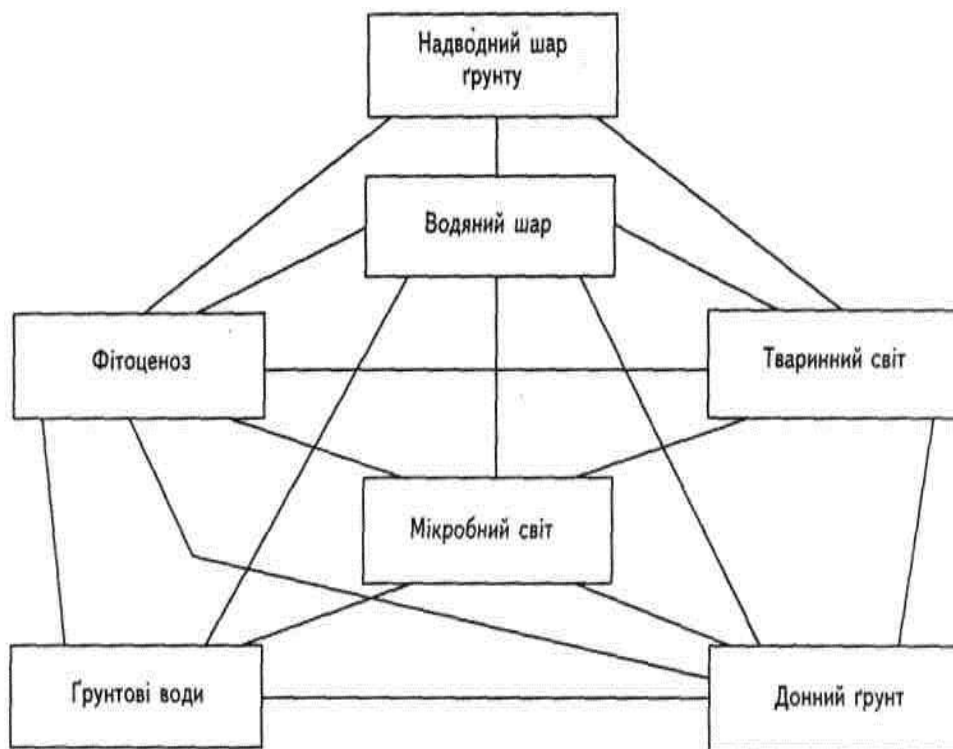 Надводний шар
ґрунту
Водяний шар
Фітоценоз
Тваринний світ
Мікробний світ
Ґрунтові води
Донний ґрунт